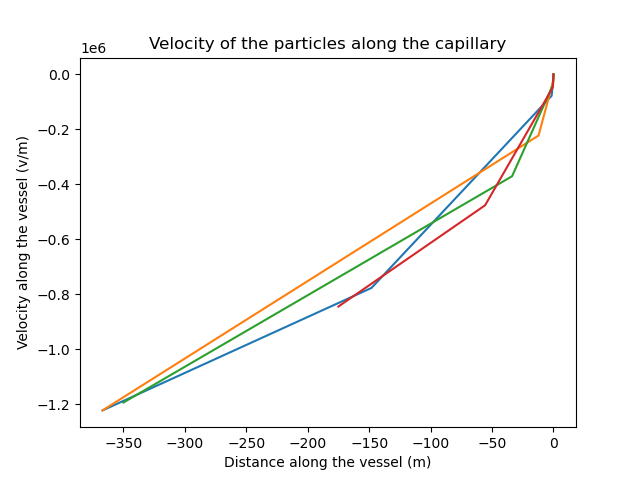 Velocity of the particles along the capillary
1e6
0.0
−0.2
−0.4
−0.6
−0.8
−1.0
−1.2
Velocity along the vessel (v/m)
−350 −300 −250 −200 −150 −100 −50 0
Distance along the vessel (m)